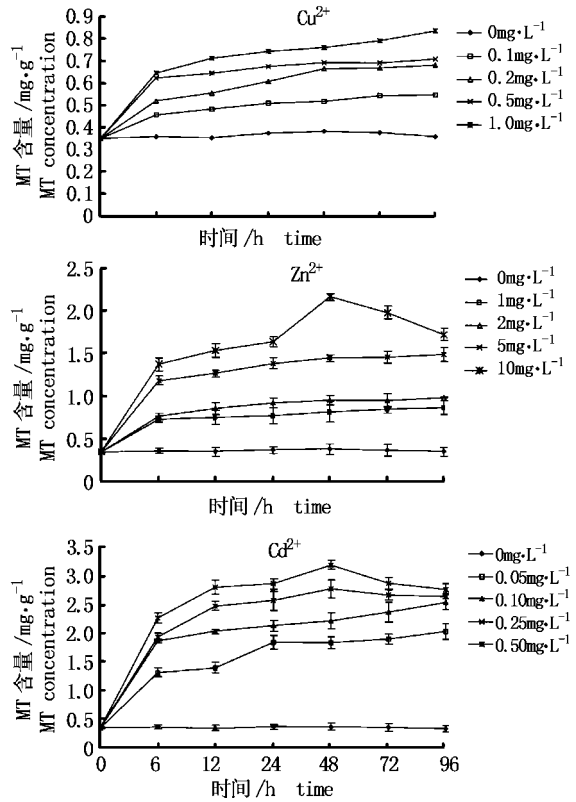 Cu²⁺
0.9
0.8
0.7
0.6
0.5
0.4
0.3
0.2
0.1
0
MT 含量 /mg·g⁻¹
MT concentration
时间 /h time
0mg·L⁻¹
0.1mg·L⁻¹
0.2mg·L⁻¹
0.5mg·L⁻¹
1.0mg·L⁻¹
Zn²⁺
2.5
2.0
1.5
1.0
0.5
0
MT 含量 /mg·g⁻¹
MT concentration
时间 /h time
0mg·L⁻¹
1mg·L⁻¹
2mg·L⁻¹
5mg·L⁻¹
10mg·L⁻¹
Cd²⁺
3.5
3.0
2.5
2.0
1.5
1.0
0.5
0
MT 含量 /mg·g⁻¹
MT concentration
0 6 12 24 48 72 96
时间 /h time
0mg·L⁻¹
0.05mg·L⁻¹
0.10mg·L⁻¹
0.25mg·L⁻¹
0.50mg·L⁻¹